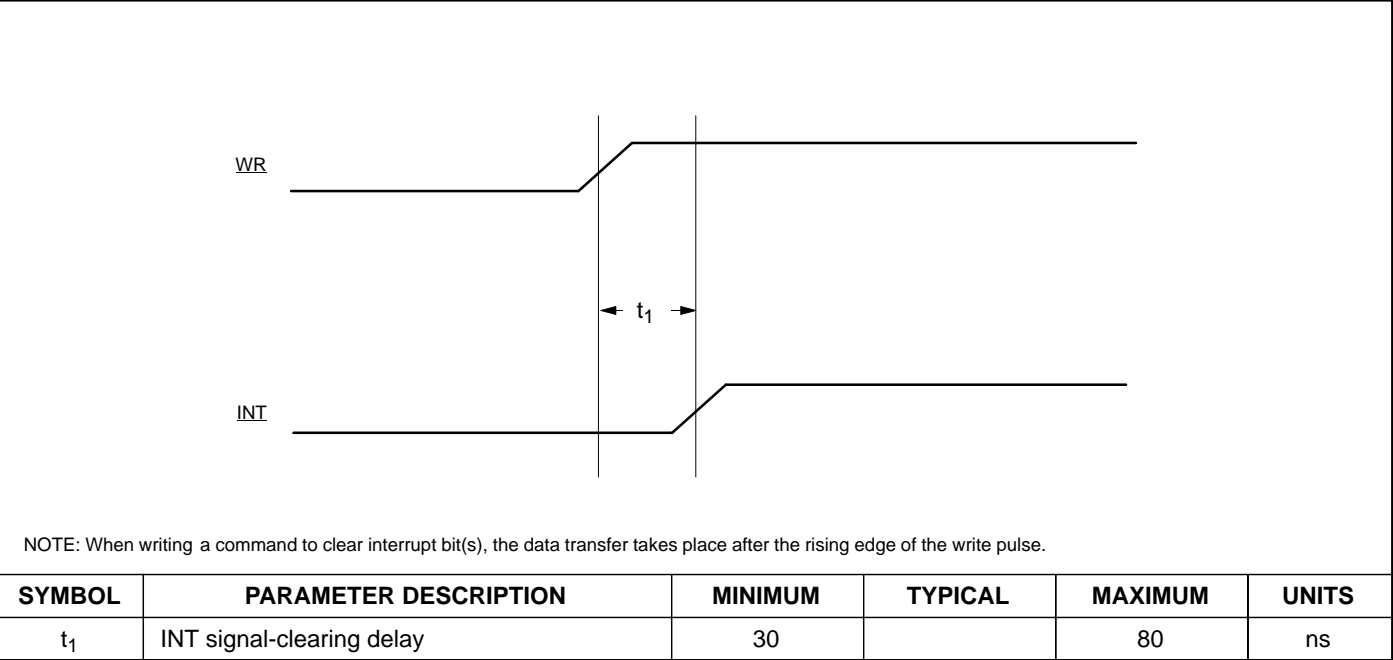 WR
t1
INT
NOTE: When writing a command to clear interrupt bit(s), the data transfer takes place after the rising edge of the write pulse.
SYMBOL PARAMETER DESCRIPTION MINIMUM TYPICAL MAXIMUM UNITS
t1 INT signal-clearing delay 30 80 ns